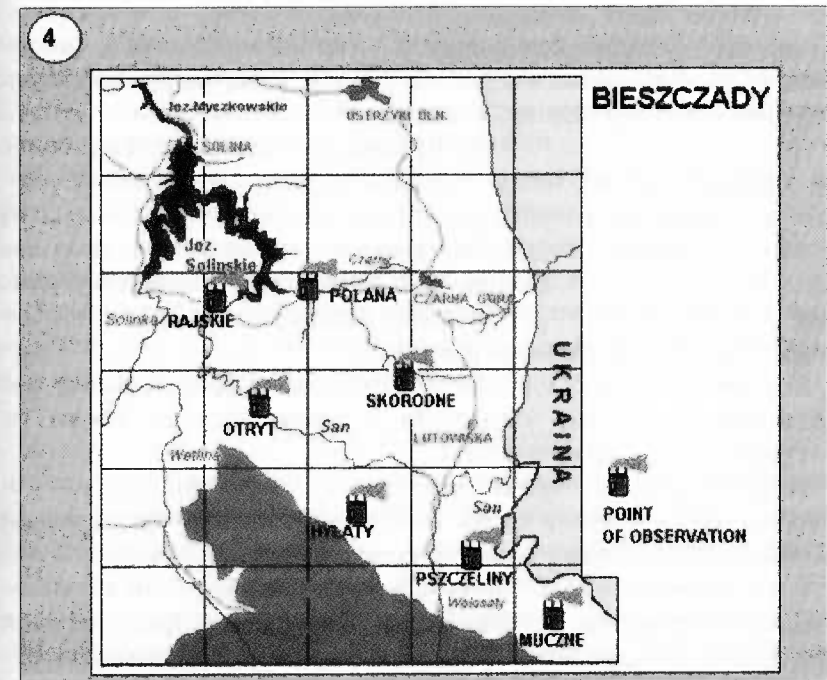 4
BIESZCZADY
Jez.Myczkowskie
USTRZYKI DLN.
SOLINA
Jez.
Solinskie
Czarny
POLANA
CZARNA GÓRA
RAJSKIE
Solinka
UKRAINA
SKORODNE
OTRYT
San
LUTOWISKA
Wetlina
San
HYLATY
POINT
OF OBSERVATION
PSZCZELINY
Wolosaty
MUCZNE